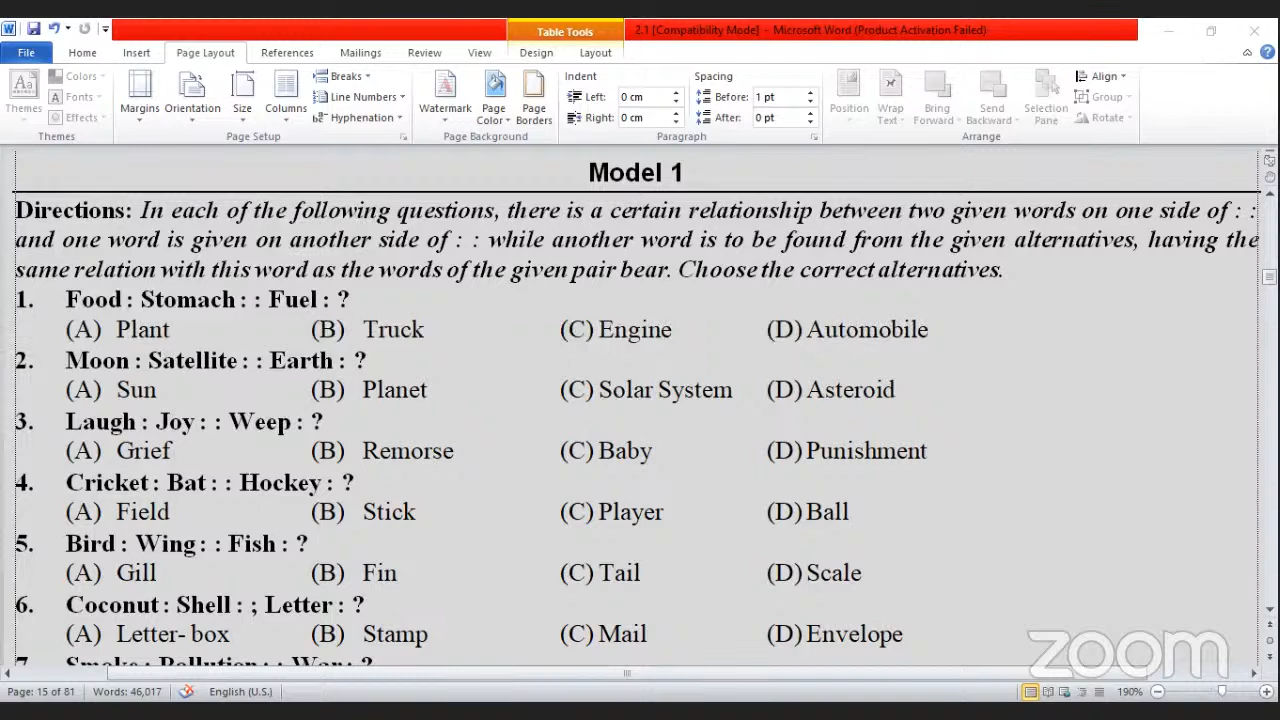 Table Tools
2.1 [Compatibility Mode] - Microsoft Word (Product Activation Failed)
File Home Insert Page Layout References Mailings Review View Design Layout
Themes
Colors
Fonts
Effects
Themes
Margins Orientation Size Columns
Breaks
Line Numbers
Hyphenation
Page Setup
Watermark Page Color Page Borders
Page Background
Indent
Left: 0 cm
Right: 0 cm
Spacing
Before: 1 pt
After: 0 pt
Paragraph
Position Wrap Text Bring Forward Send Backward Selection Pane
Align
Group
Rotate
Arrange
Model 1
Directions: In each of the following questions, there is a certain relationship between two given words on one side of : :
and one word is given on another side of : : while another word is to be found from the given alternatives, having the
same relation with this word as the words of the given pair bear. Choose the correct alternatives.
1. Food : Stomach : : Fuel : ?
(A) Plant (B) Truck (C) Engine (D) Automobile
2. Moon : Satellite : : Earth : ?
(A) Sun (B) Planet (C) Solar System (D) Asteroid
3. Laugh : Joy : : Weep : ?
(A) Grief (B) Remorse (C) Baby (D) Punishment
4. Cricket : Bat : : Hockey : ?
(A) Field (B) Stick (C) Player (D) Ball
5. Bird : Wing : : Fish : ?
(A) Gill (B) Fin (C) Tail (D) Scale
6. Coconut : Shell : ; Letter : ?
(A) Letter- box (B) Stamp (C) Mail (D) Envelope
7. Smoke : Pollution : : War : ?
zoom
Page: 15 of 81 Words: 46,017 English (U.S.) 190%